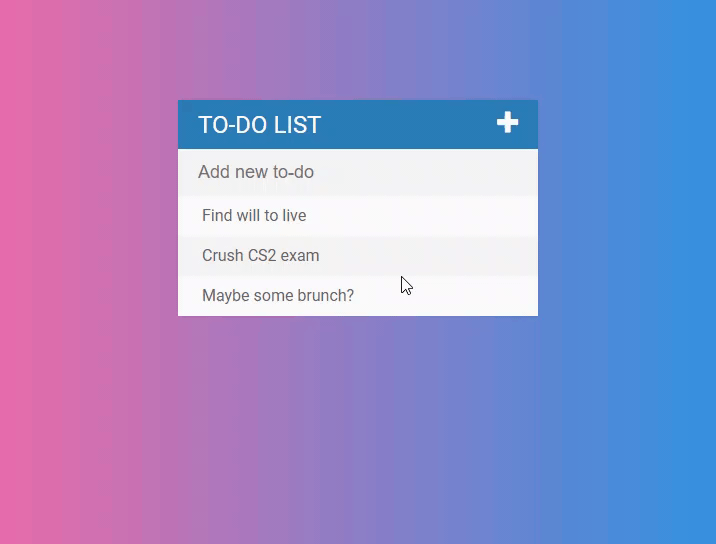 TO-DO LIST
Add new to-do
Find will to live
Crush CS2 exam
Maybe some brunch?